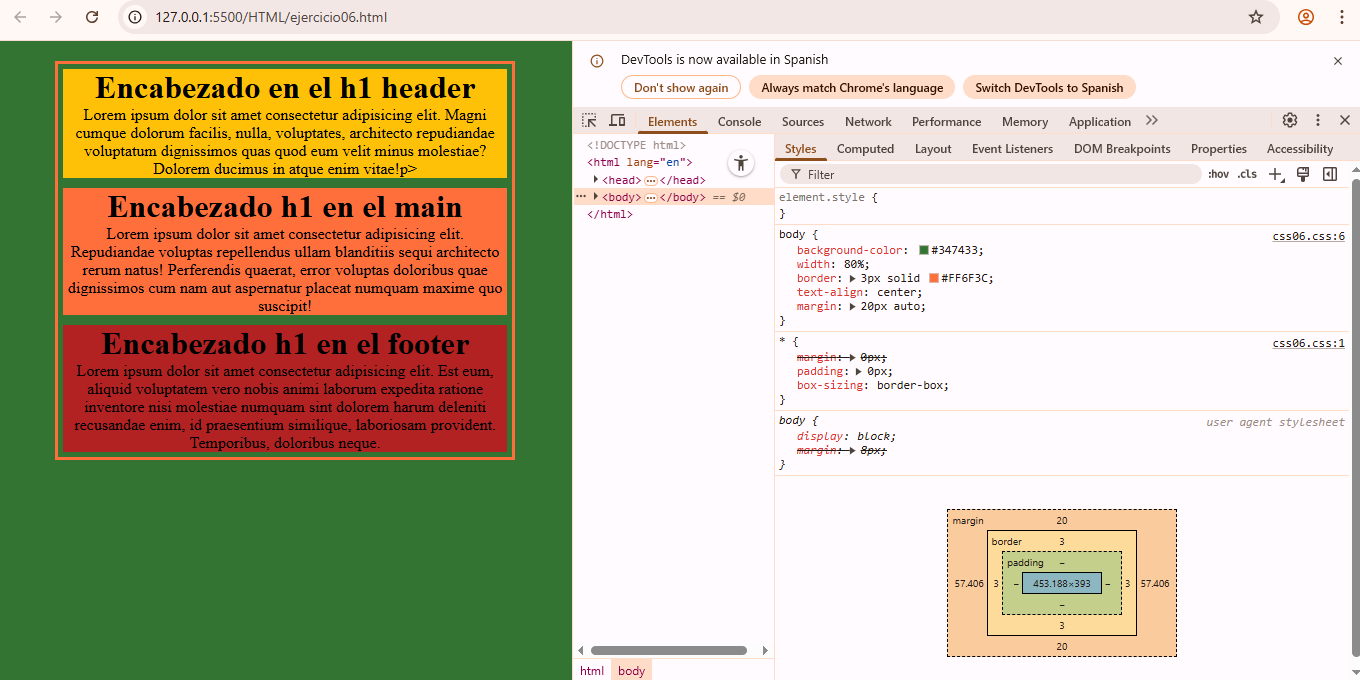 127.0.0.1:5500/HTML/ejercicio06.html
Encabezado en el h1 header
Lorem ipsum dolor sit amet consectetur adipisicing elit. Magni
cumque dolorum facilis, nulla, voluptates, architecto repudiandae
voluptatum dignissimos quas quod eum velit minus molestiae?
Dolorem ducimus in atque enim vitae!p>
Encabezado h1 en el main
Lorem ipsum dolor sit amet consectetur adipisicing elit.
Repudiandae voluptas repellendus ullam blanditiis sequi architecto
rerum natus! Perferendis quaerat, error voluptas doloribus quae
dignissimos cum nam aut aspernatur placeat numquam maxime quo
suscipit!
Encabezado h1 en el footer
Lorem ipsum dolor sit amet consectetur adipisicing elit. Est eum,
aliquid voluptatem vero nobis animi laborum expedita ratione
inventore nisi molestiae numquam sint dolorem harum deleniti
recusandae enim, id praesentium similique, laboriosam provident.
Temporibus, doloribus neque.
DevTools is now available in Spanish
Don't show again
Always match Chrome's language
Switch DevTools to Spanish
Elements Console Sources Network Performance Memory Application
<!DOCTYPE html>
<html lang="en">
<head>…</head>
<body>…</body> == $0
</html>
html body
Styles Computed Layout Event Listeners DOM Breakpoints Properties Accessibility
Filter :hov .cls
element.style {
}
body { css06.css:6
background-color: #347433;
width: 80%;
border: 3px solid #FF6F3C;
text-align: center;
margin: 20px auto;
}
* { css06.css:1
margin: 0px;
padding: 0px;
box-sizing: border-box;
}
body { user agent stylesheet
display: block;
margin: 8px;
}
margin 20
border 3
padding –
57.406 3 – 453.188×393 – 3 57.406
–
3
20